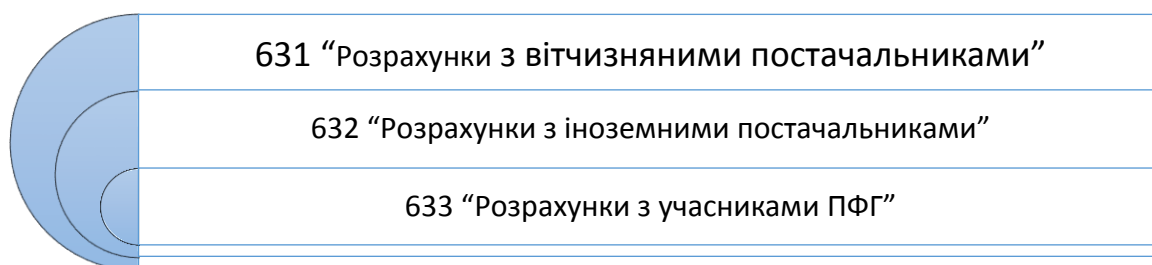 631 “Розрахунки з вітчизняними постачальниками”
632 “Розрахунки з іноземними постачальниками”
633 “Розрахунки з учасниками ПФГ”